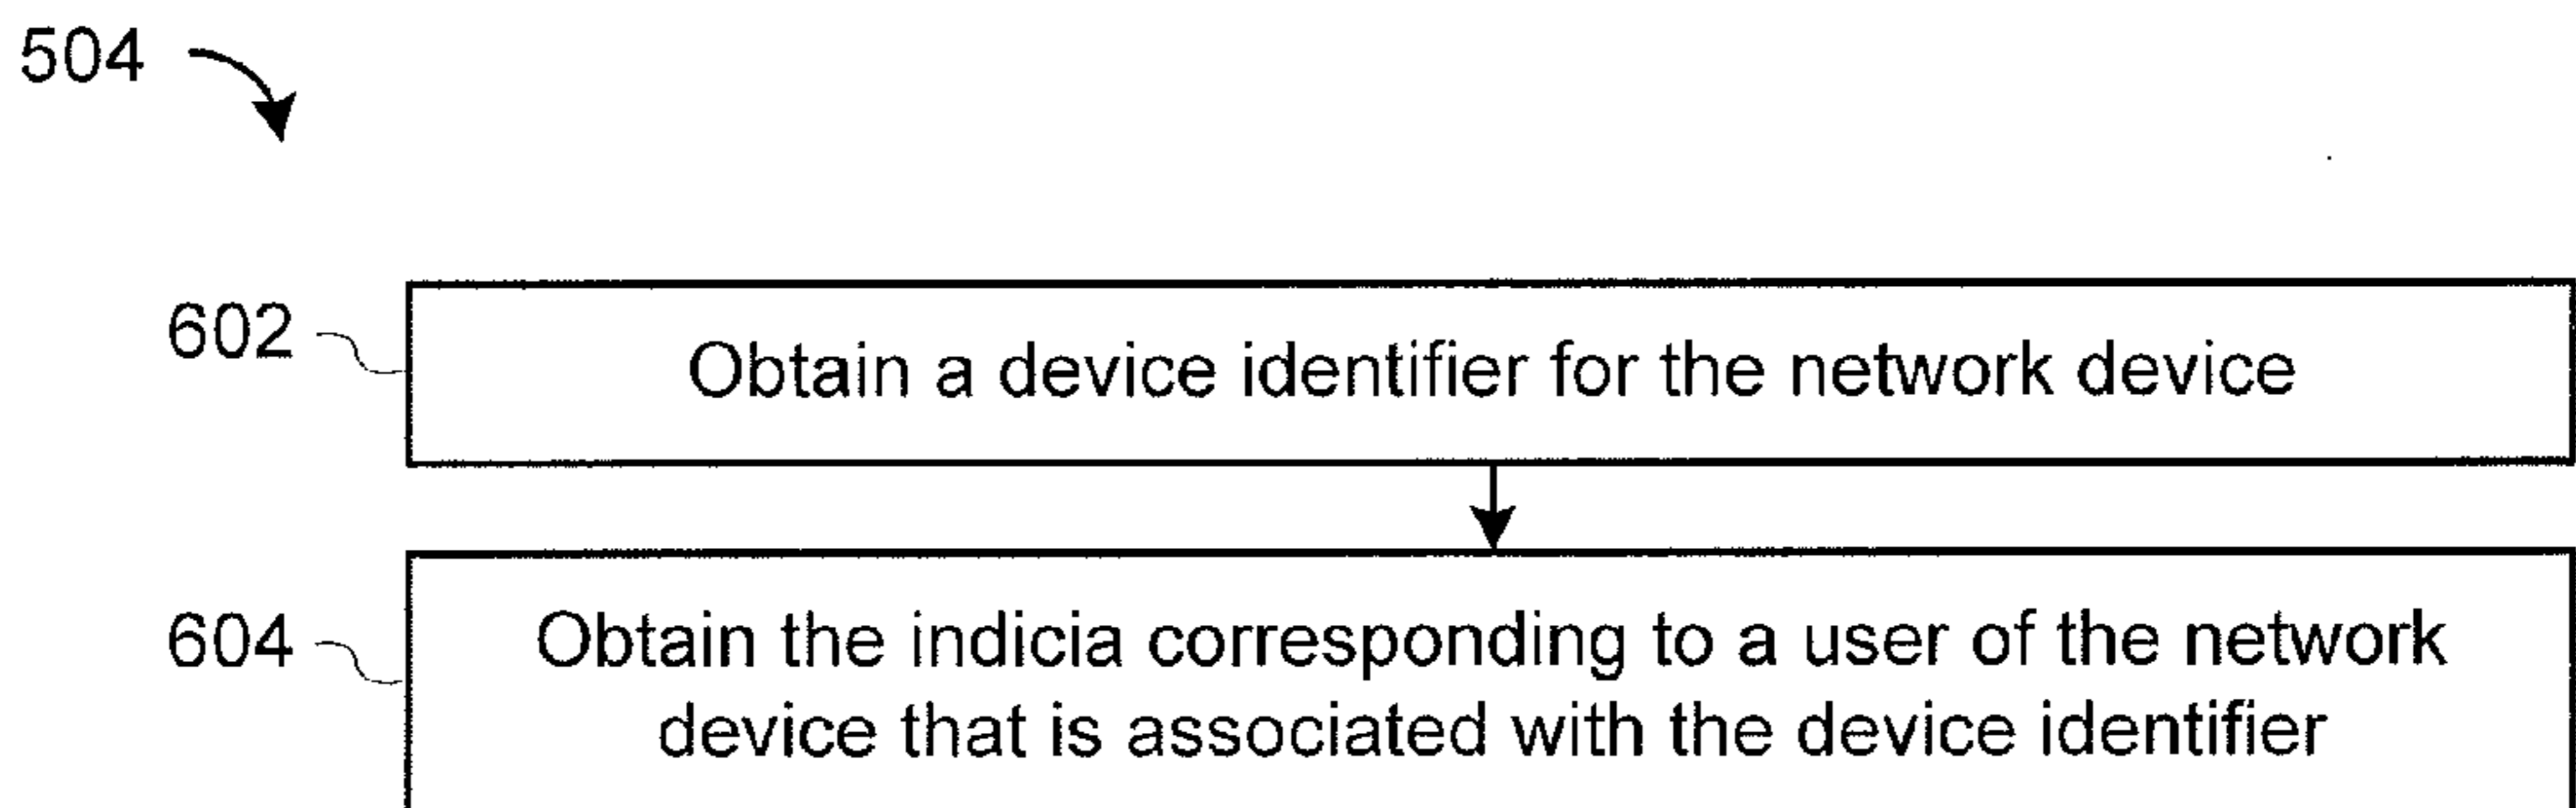 504
602
Obtain a device identifier for the network device
604
Obtain the indicia corresponding to a user of the network
device that is associated with the device identifier